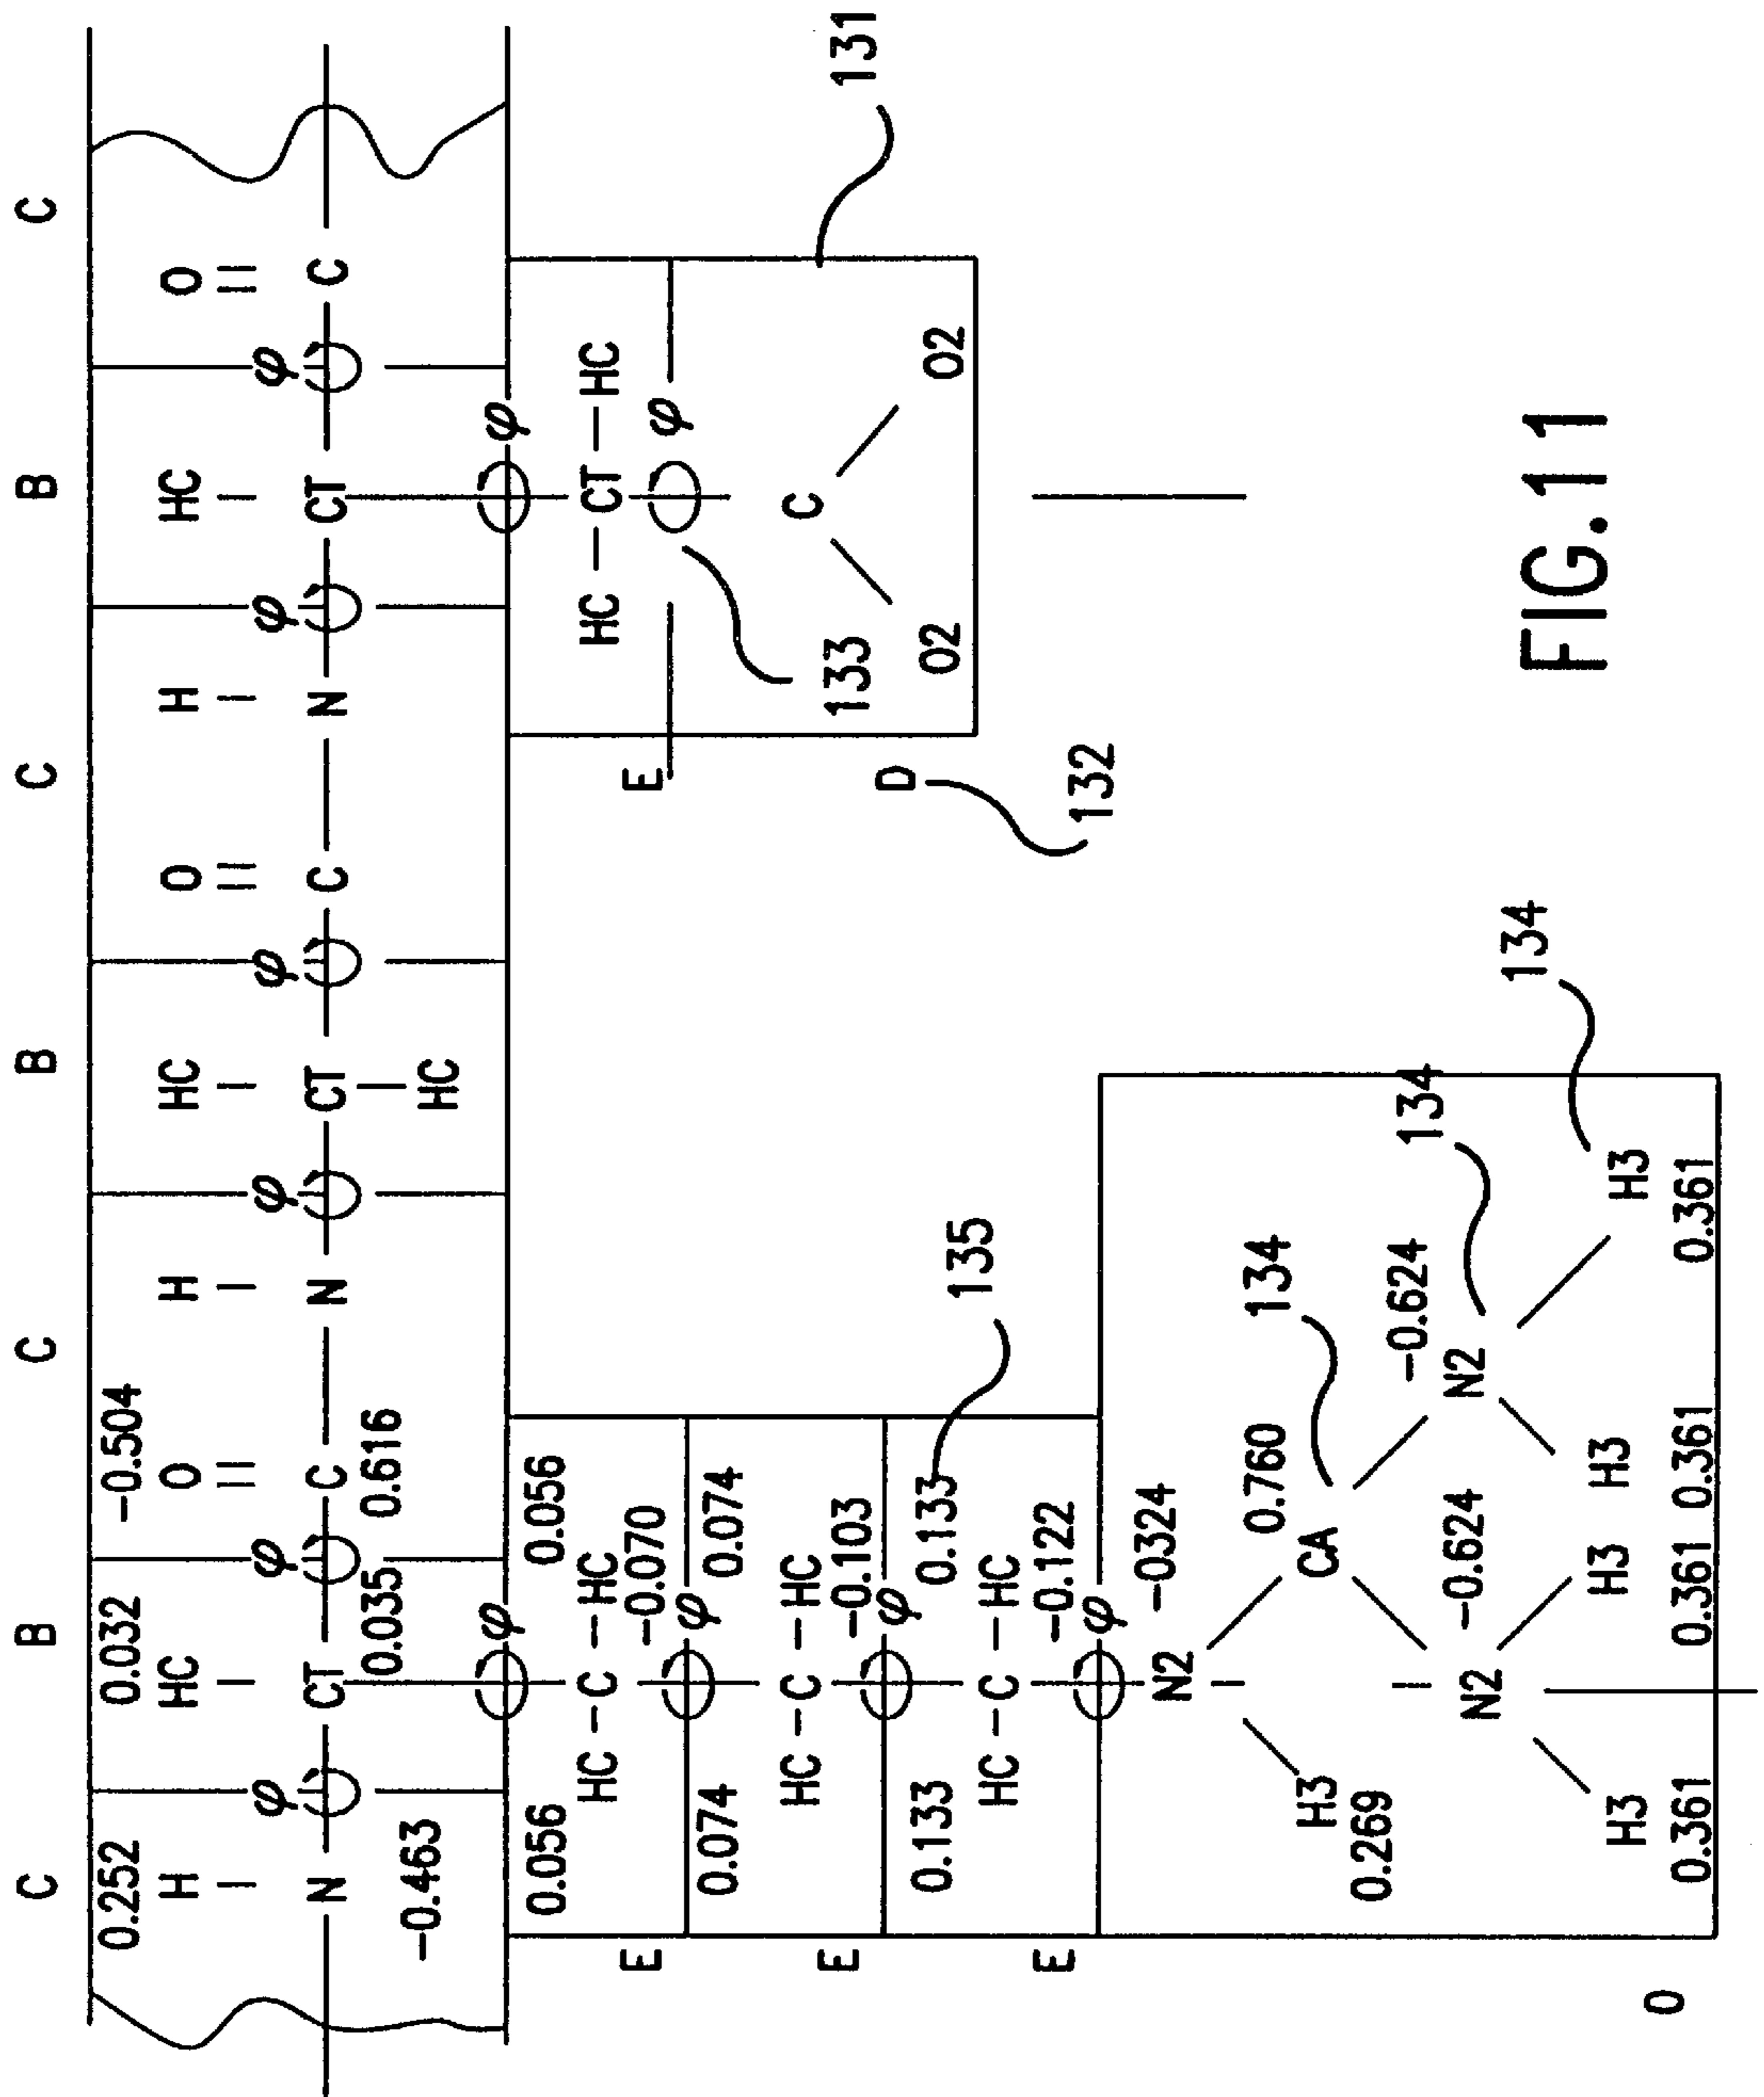 C B C B C B C
0.252 0.032 -0.504
H HC O H HC O H HC O
φ φ φ φ φ φ
N CT C N CT C N CT C
0.035 0.616
-0.463 HC
φ φ
0.056 0.056
HC-C-HC HC-CT-HC
E -0.070 E
φ φ
0.074 0.074
HC-C-HC C
E -0.103 133 131
φ D
0.133 0.133 O2 O2
HC-C-HC 135
E -0.122 132
φ
-0324
N2
0.760 134
H3 CA
0.269 -0.624 134
-0.624
N2 N2 134
H3 H3 H3 H3
0.361 0.361 0.361 0.361
O
FIG.11